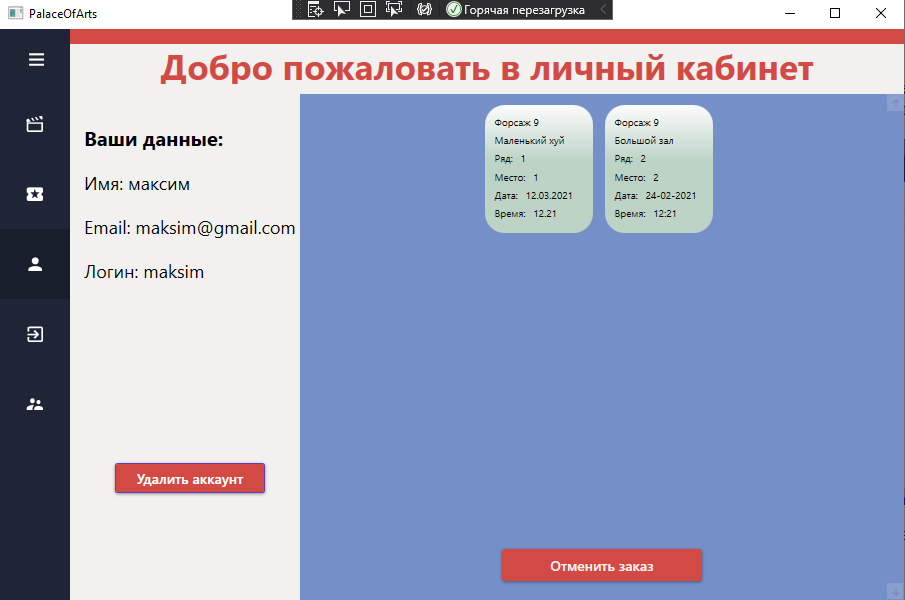 PalaceOfArts
Горячая перезагрузка
Добро пожаловать в личный кабинет
Ваши данные:
Имя: максим
Email: maksim@gmail.com
Логин: maksim
Удалить аккаунт
Форсаж 9
Маленький хуй
Ряд: 1
Место: 1
Дата: 12.03.2021
Время: 12.21
Форсаж 9
Большой зал
Ряд: 2
Место: 2
Дата: 24-02-2021
Время: 12:21
Отменить заказ